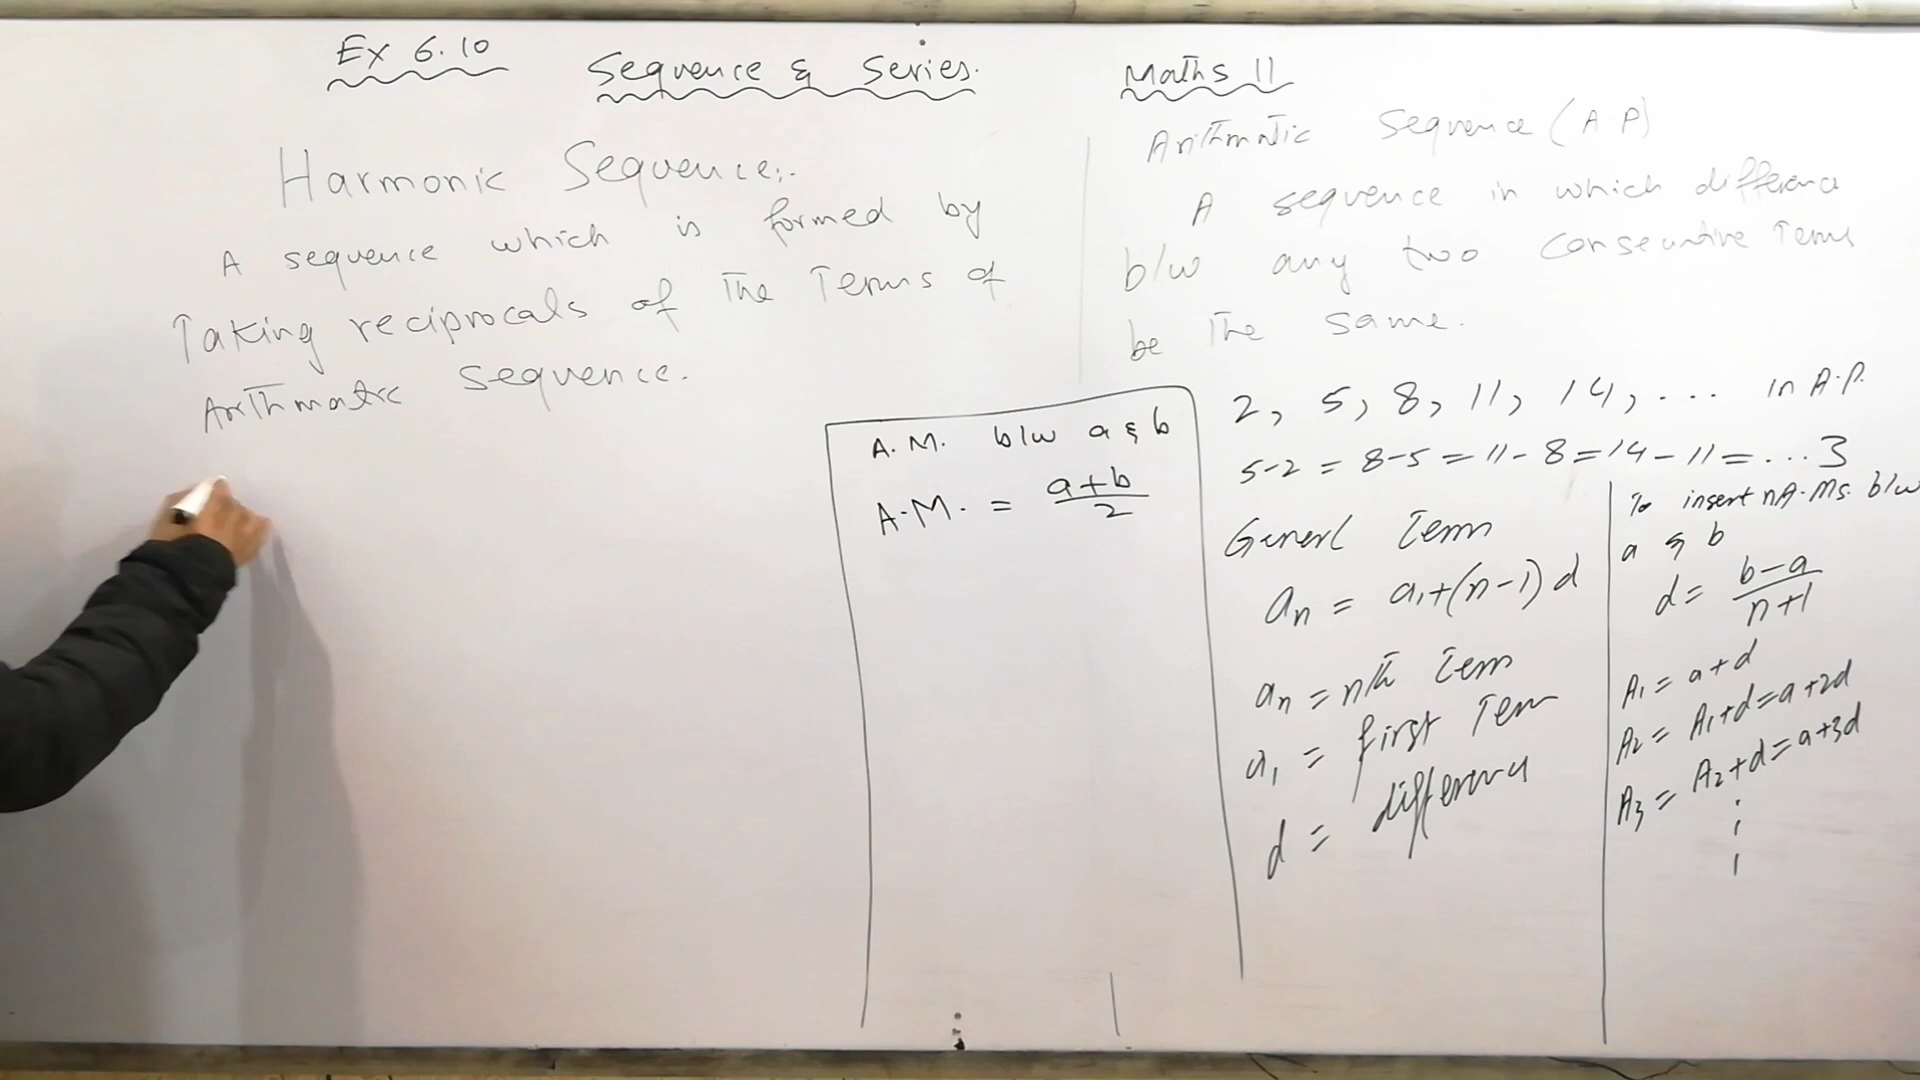 Ex 6.10
Sequence & Series.
Maths 11
Harmonic Sequence:-
A sequence which is formed by
Taking reciprocals of The Terms of
Arithmatic sequence.
A.M. b/w a & b
A.M. = a+b/2
Arithmatic Sequence (A P)
A sequence in which difference
b/w any two Consecutive Terms
be The same.
2, 5, 8, 11, 14, ... in A.P.
5-2 = 8-5 = 11-8 = 14-11 = ... 3
Generl Term
an = a1+(n-1)d
an = nth Term
a1 = first Term
d = difference
To insert n A.Ms. b/w
a & b
d = b-a/n+1
A1 = a+d
A2 = A1+d = a+2d
A3 = A2+d = a+3d